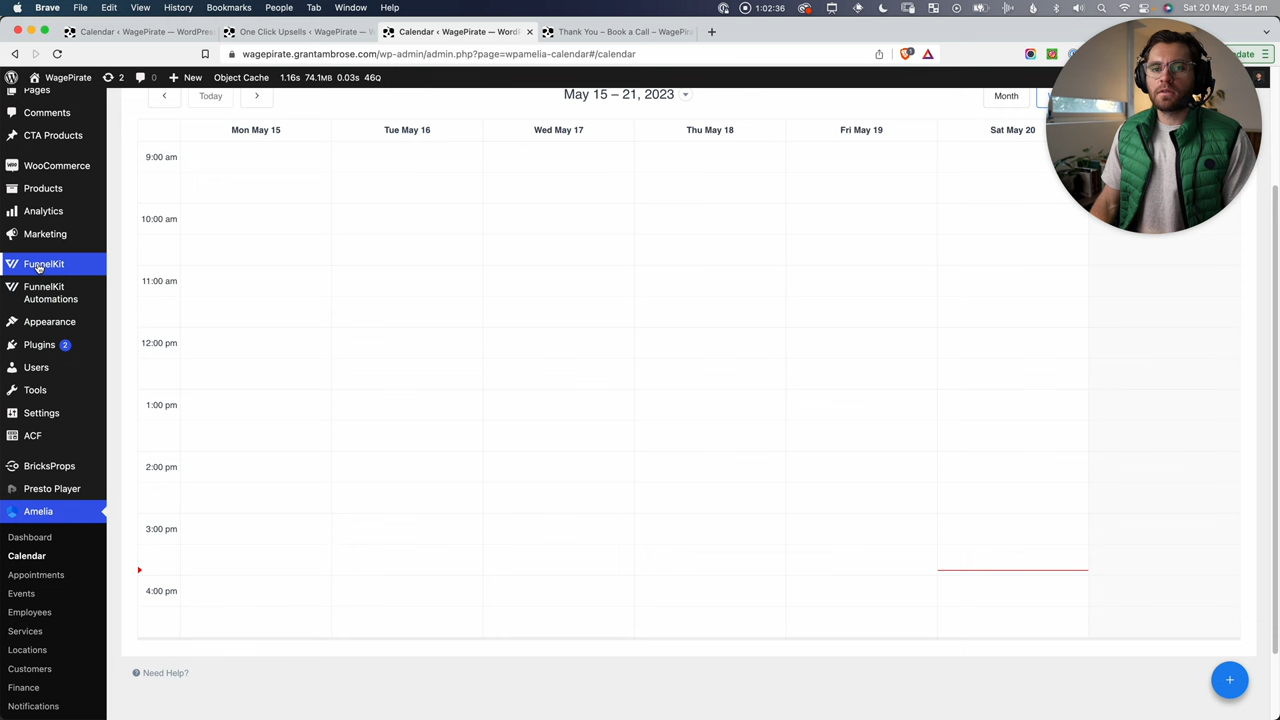 Brave File Edit View History Bookmarks People Tab Window Help
1:02:36
Sat 20 May 3:54 pm
Calendar ‹ WagePirate — WordPres
One Click Upsells ‹ WagePirate — W
Calendar ‹ WagePirate — WordP
Thank You – Book a Call – WagePira
wagepirate.grantambrose.com/wp-admin/admin.php?page=wpamelia-calendar#/calendar
1
date
WagePirate 2 0 New Object Cache 1.16s 74.1MB 0.03s 46Q
Pages
Comments
CTA Products
WooCommerce
Products
Analytics
Marketing
FunnelKit
FunnelKit
Automations
Appearance
Plugins 2
Users
Tools
Settings
ACF
BricksProps
Presto Player
Amelia
Dashboard
Calendar
Appointments
Events
Employees
Services
Locations
Customers
Finance
Notifications
Today
May 15 – 21, 2023
Month
Mon May 15
Tue May 16
Wed May 17
Thu May 18
Fri May 19
Sat May 20
9:00 am
10:00 am
11:00 am
12:00 pm
1:00 pm
2:00 pm
3:00 pm
4:00 pm
Need Help?